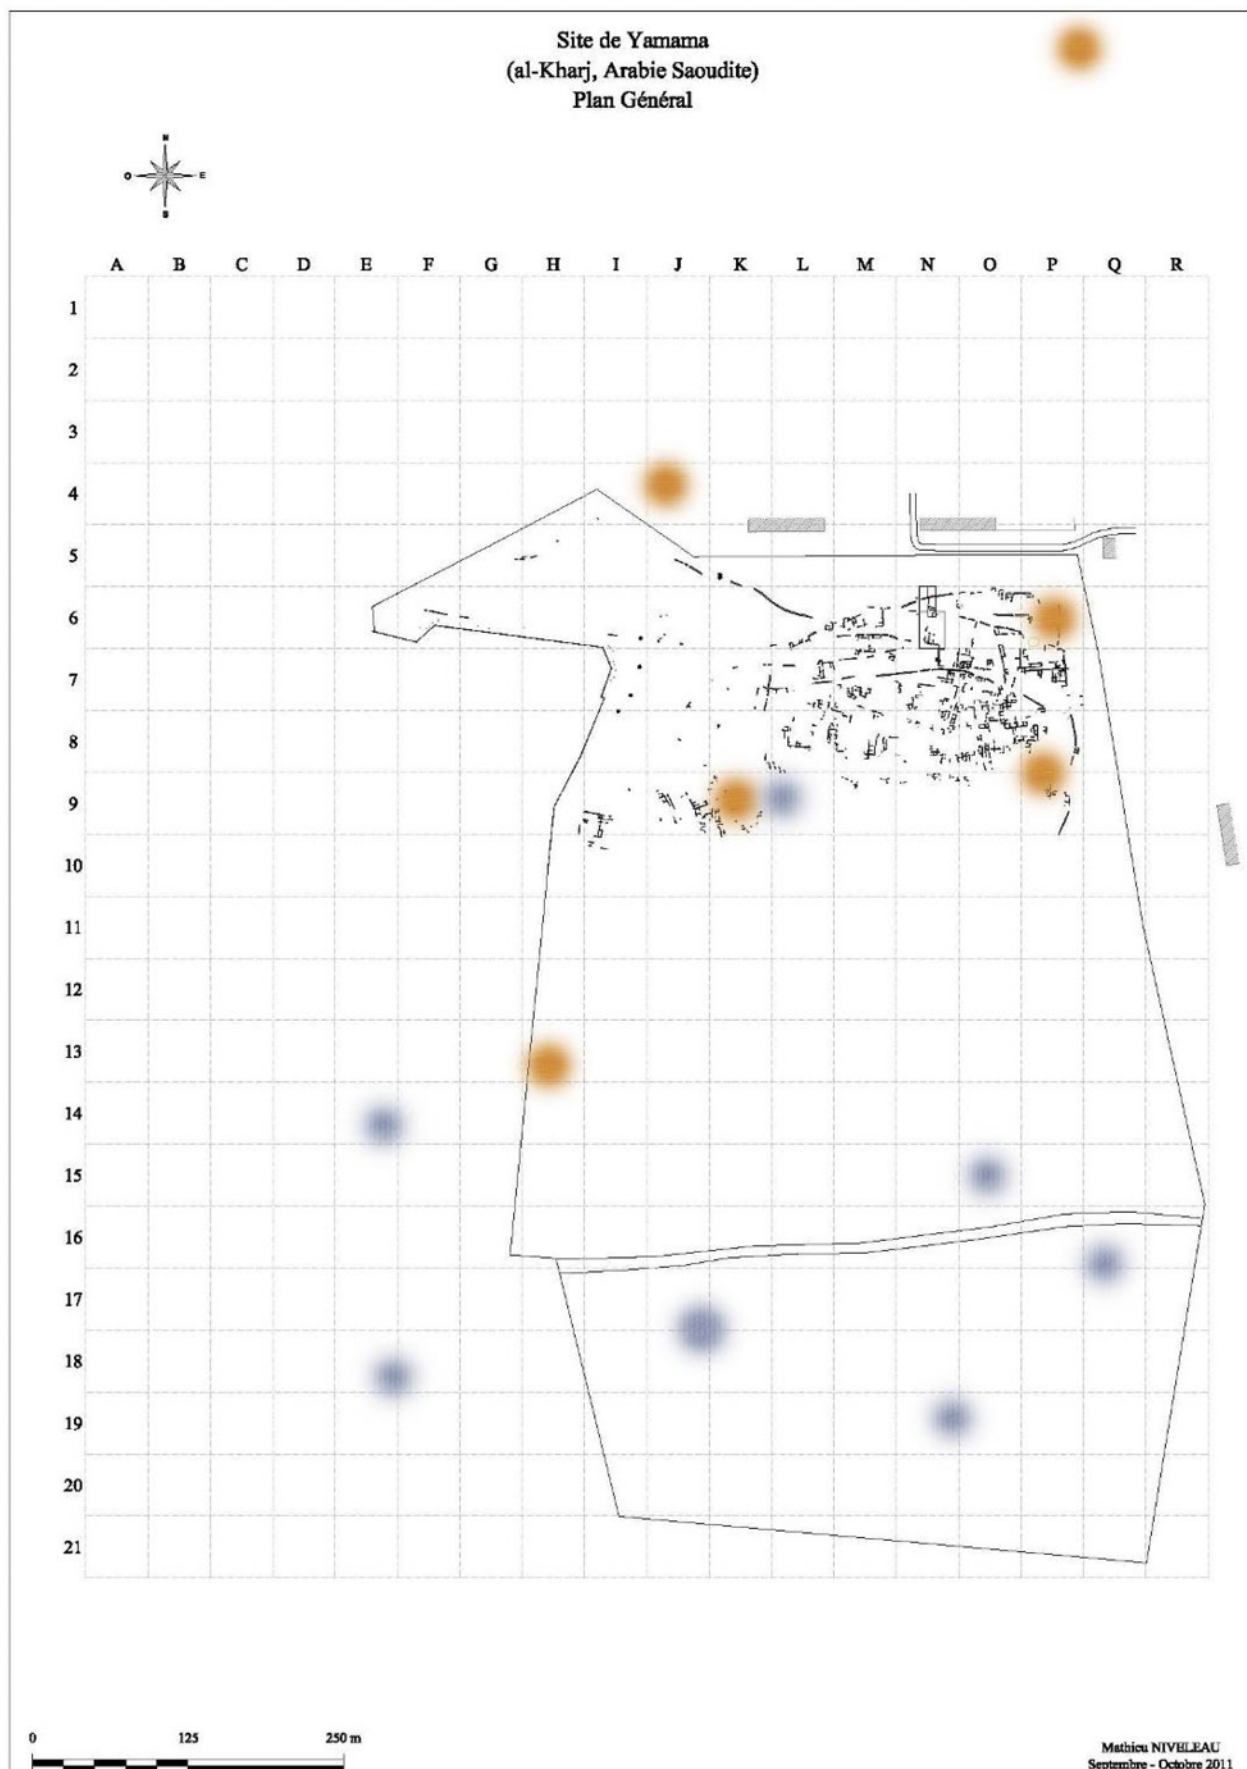 Site de Yamama
(al-Kharj, Arabie Saoudite)
Plan Général
N
O E
S
A B C D E F G H I J K L M N O P Q R
1
2
3
4
5
6
7
8
9
10
11
12
13
14
15
16
17
18
19
20
21
0 125 250 m
Mathieu NIVELEAU
Septembre - Octobre 2011